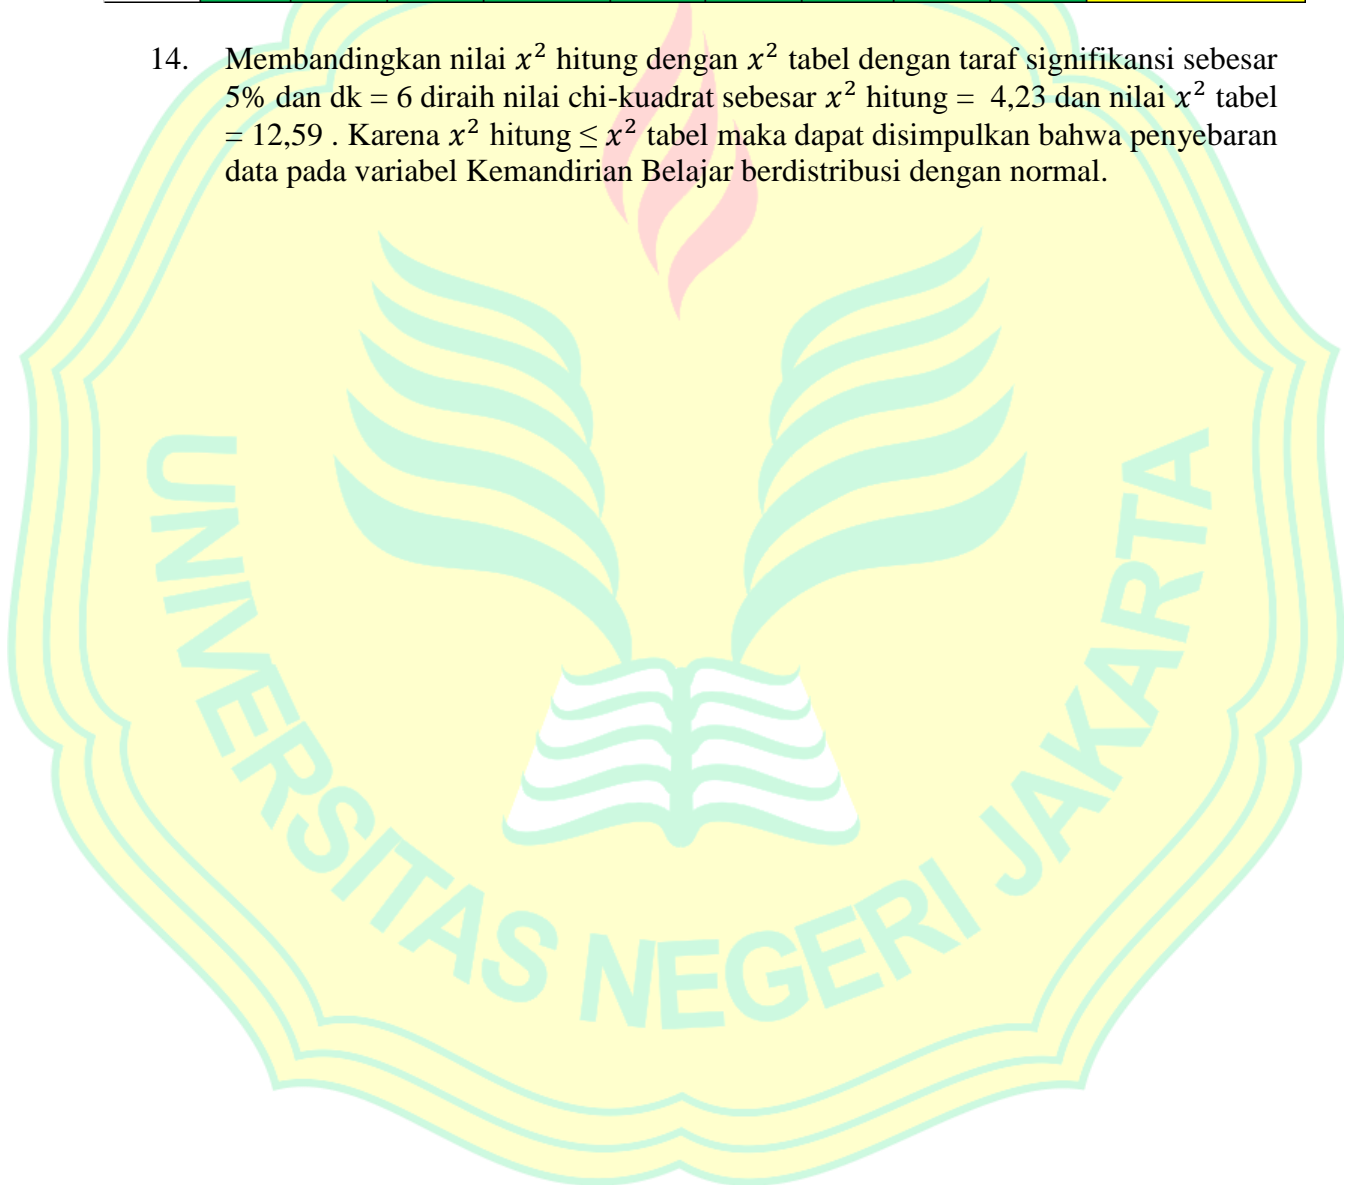 14. Membandingkan nilai 𝑥² hitung dengan 𝑥² tabel dengan taraf signifikansi sebesar
5% dan dk = 6 diraih nilai chi-kuadrat sebesar 𝑥² hitung = 4,23 dan nilai 𝑥² tabel
= 12,59 . Karena 𝑥² hitung ≤ 𝑥² tabel maka dapat disimpulkan bahwa penyebaran
data pada variabel Kemandirian Belajar berdistribusi dengan normal.
UNIVERSITAS NEGERI JAKARTA